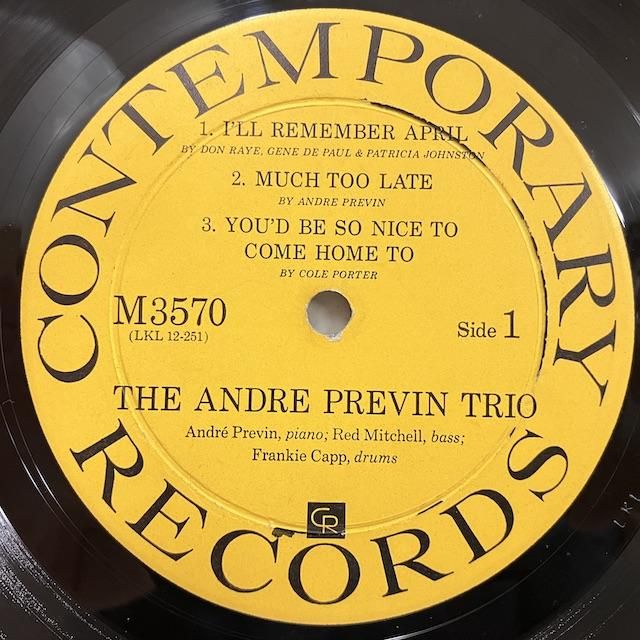 CONTEMPORARY
1. I'LL REMEMBER APRIL
BY DON RAYE, GENE DE PAUL & PATRICIA JOHNSTON
2. MUCH TOO LATE
BY ANDRE PREVIN
3. YOU'D BE SO NICE TO
COME HOME TO
BY COLE PORTER
M3570
(LKL 12-251)
Side 1
THE ANDRE PREVIN TRIO
André Previn, piano; Red Mitchell, bass;
Frankie Capp, drums
CR
RECORDS
LKL